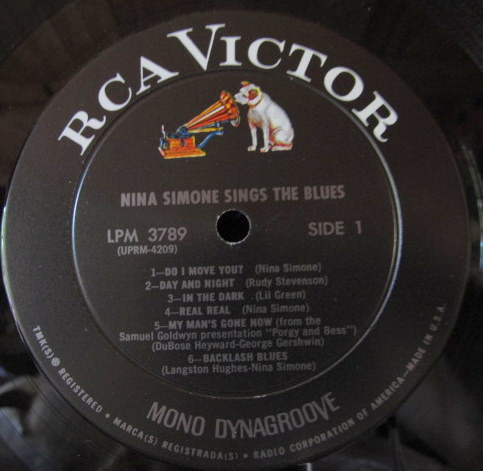 RCA VICTOR
NINA SIMONE SINGS THE BLUES
LPM 3789
SIDE 1
(UPRM-4209)
1—DO I MOVE YOU? (Nina Simone)
2—DAY AND NIGHT (Rudy Stevenson)
3—IN THE DARK . (Lil Green)
4—REAL REAL (Nina Simone)
5—MY MAN'S GONE NOW (from the
Samuel Goldwyn presentation "Porgy and Bess")
(DuBose Heyward-George Gershwin)
6—BACKLASH BLUES
(Langston Hughes-Nina Simone)
MONO DYNAGROOVE
TMK(S) ® REGISTERED • MARCA(S) REGISTRADA(S) • RADIO CORPORATION OF AMERICA—MADE IN U.S.A.